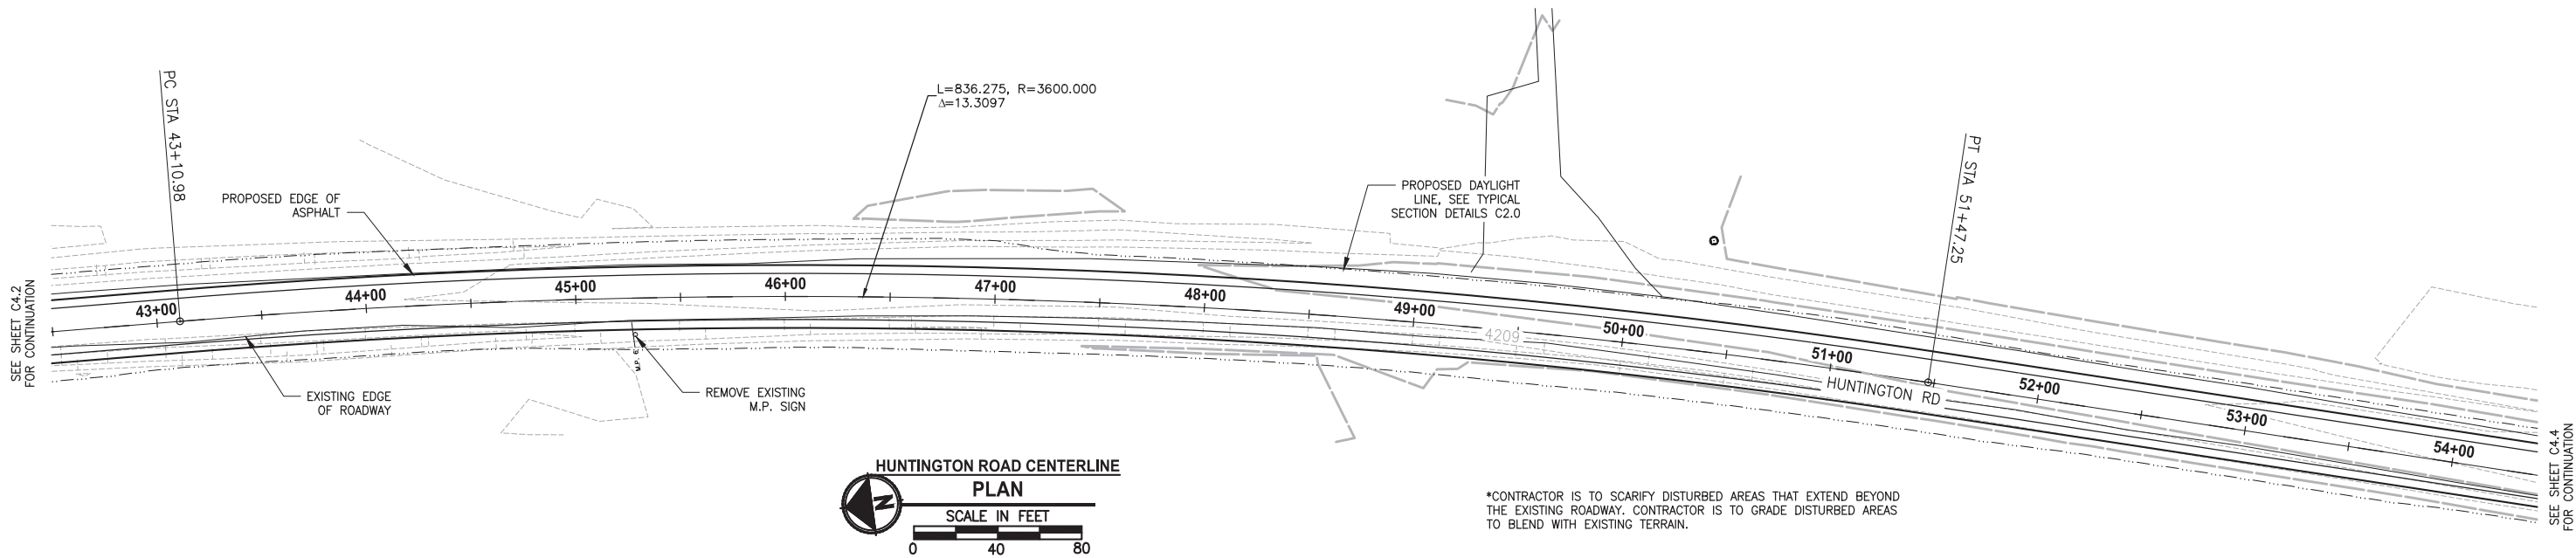 PC STA 43+10.98
L=836.275, R=3600.000
Δ=13.3097
PT STA 51+47.25
PROPOSED EDGE OF
ASPHALT
PROPOSED DAYLIGHT
LINE, SEE TYPICAL
SECTION DETAILS C2.0
SEE SHEET C4.2
FOR CONTINUATION
43+00
44+00
45+00
46+00
47+00
48+00
49+00
50+00
51+00
52+00
53+00
54+00
4209
HUNTINGTON RD
EXISTING EDGE
OF ROADWAY
REMOVE EXISTING
M.P. SIGN
SEE SHEET C4.4
FOR CONTINUATION
HUNTINGTON ROAD CENTERLINE
PLAN
N
SCALE IN FEET
0 40 80
*CONTRACTOR IS TO SCARIFY DISTURBED AREAS THAT EXTEND BEYOND
THE EXISTING ROADWAY. CONTRACTOR IS TO GRADE DISTURBED AREAS
TO BLEND WITH EXISTING TERRAIN.